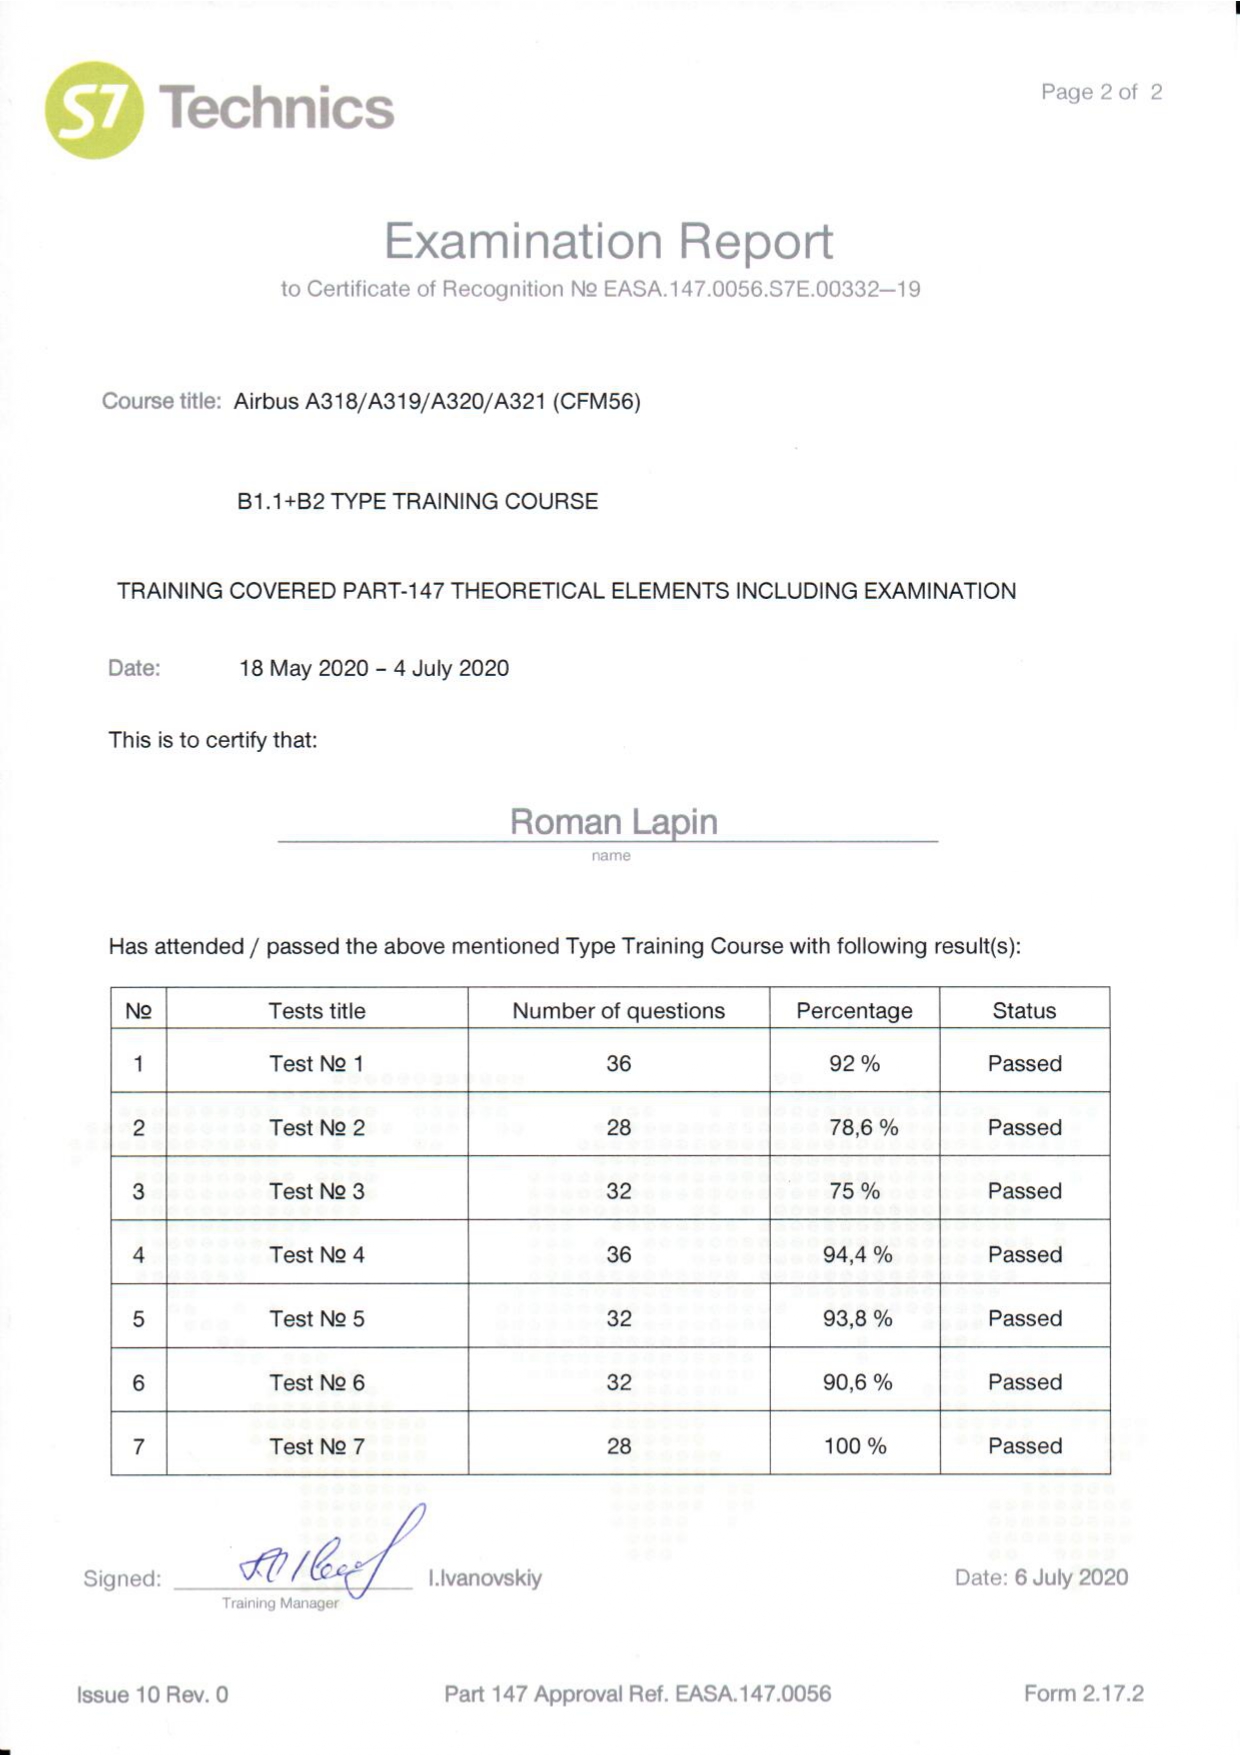 S7 Technics
Page 2 of 2
Examination Report
to Certificate of Recognition № EASA.147.0056.S7E.00332—19
Course title: Airbus A318/A319/A320/A321 (CFM56)
B1.1+B2 TYPE TRAINING COURSE
TRAINING COVERED PART-147 THEORETICAL ELEMENTS INCLUDING EXAMINATION
Date: 18 May 2020 – 4 July 2020
This is to certify that:
Roman Lapin
name
Has attended / passed the above mentioned Type Training Course with following result(s):
№ Tests title Number of questions Percentage Status
1 Test № 1 36 92 % Passed
2 Test № 2 28 78,6 % Passed
3 Test № 3 32 75 % Passed
4 Test № 4 36 94,4 % Passed
5 Test № 5 32 93,8 % Passed
6 Test № 6 32 90,6 % Passed
7 Test № 7 28 100 % Passed
Signed: I.Ivanovskiy Date: 6 July 2020
Training Manager
Issue 10 Rev. 0 Part 147 Approval Ref. EASA.147.0056 Form 2.17.2